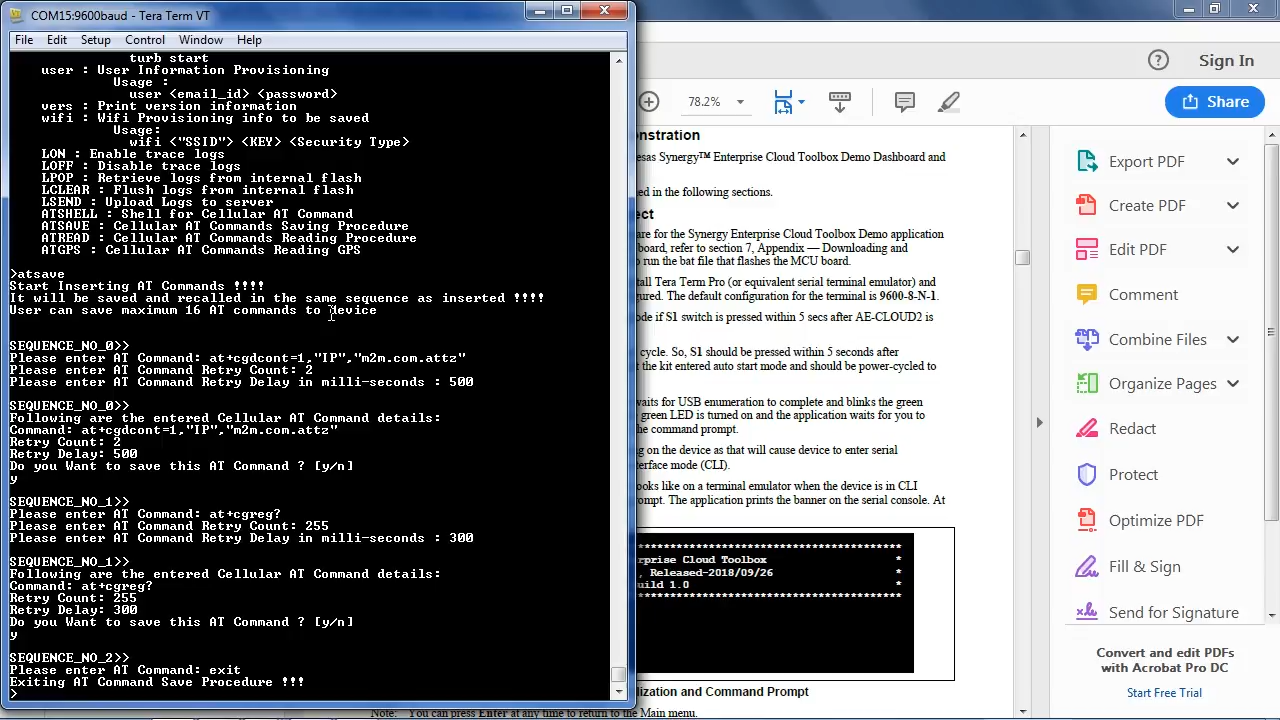 COM15:9600baud - Tera Term VT
File Edit Setup Control Window Help
turb start
user : User Information Provisioning
Usage :
user <email_id> <password>
vers : Print version information
wifi : Wifi Provisioning info to be saved
Usage:
wifi <"SSID"> <KEY> <Security Type>
LON : Enable trace logs
LOFF : Disable trace logs
LPOP : Retrieve logs from internal flash
LCLEAR : Flush logs from internal flash
LSEND : Upload Logs to server
ATSHELL : Shell for Cellular AT Command
ATSAVE : Cellular AT Commands Saving Procedure
ATREAD : Cellular AT Commands Reading Procedure
ATGPS : Cellular AT Commands Reading GPS
>atsave
Start Inserting AT Commands !!!!
It will be saved and recalled in the same sequence as inserted !!!!
User can save maximum 16 AT commands to device
SEQUENCE_NO_0>>
Please enter AT Command: at+cgdcont=1,"IP","m2m.com.attz"
Please enter AT Command Retry Count: 2
Please enter AT Command Retry Delay in milli-seconds : 500
SEQUENCE_NO_0>>
Following are the entered Cellular AT Command details:
Command: at+cgdcont=1,"IP","m2m.com.attz"
Retry Count: 2
Retry Delay: 500
Do you Want to save this AT Command ? [y/n]
y
SEQUENCE_NO_1>>
Please enter AT Command: at+cgreg?
Please enter AT Command Retry Count: 255
Please enter AT Command Retry Delay in milli-seconds : 300
SEQUENCE_NO_1>>
Following are the entered Cellular AT Command details:
Command: at+cgreg?
Retry Count: 255
Retry Delay: 300
Do you Want to save this AT Command ? [y/n]
y
SEQUENCE_NO_2>>
Please enter AT Command: exit
Exiting AT Command Save Procedure !!!
>
Sign In
78.2%
Share
nstration
esas Synergy™ Enterprise Cloud Toolbox Demo Dashboard and
ed in the following sections.
ect
are for the Synergy Enterprise Cloud Toolbox Demo application
board, refer to section 7, Appendix — Downloading and
o run the bat file that flashes the MCU board.
tall Tera Term Pro (or equivalent serial terminal emulator) and
gured. The default configuration for the terminal is 9600-8-N-1.
ode if S1 switch is pressed within 5 secs after AE-CLOUD2 is
cycle. So, S1 should be pressed within 5 seconds after
t the kit entered auto start mode and should be power-cycled to
waits for USB enumeration to complete and blinks the green
green LED is turned on and the application waits for you to
the command prompt.
g on the device as that will cause device to enter serial
terface mode (CLI).
ooks like on a terminal emulator when the device is in CLI
rompt. The application prints the banner on the serial console. At
*****************************************
rprise Cloud Toolbox *
, Released-2018/09/26 *
uild 1.0 *
*****************************************
lization and Command Prompt
Note: You can press Enter at any time to return to the Main menu.
Export PDF
Create PDF
Edit PDF
Comment
Combine Files
Organize Pages
Redact
Protect
Optimize PDF
Fill & Sign
Send for Signature
Convert and edit PDFs
with Acrobat Pro DC
Start Free Trial